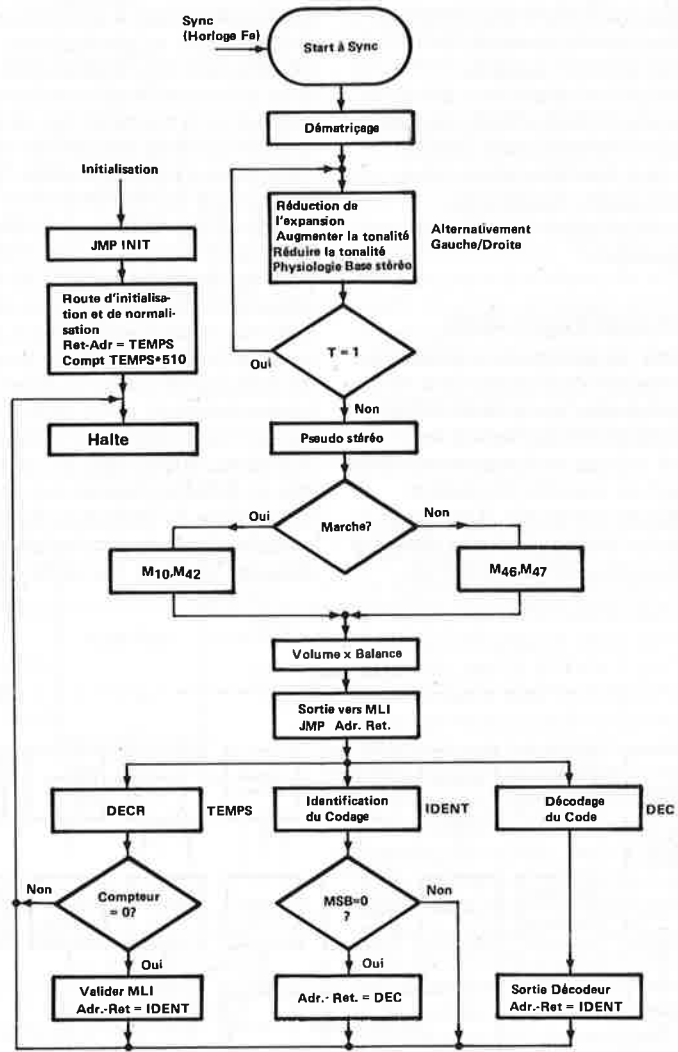 Sync
(Horloge Fe)
Start à Sync
Dématriçage
Initialisation
JMP INIT
Route d'initialisa-
tion et de normali-
sation
Ret-Adr = TEMPS
Compt TEMPS*510
Halte
Réduction de
l'expansion
Augmenter la tonalité
Réduire la tonalité
Physiologie Base stéréo
Alternativement
Gauche/Droite
Oui
T = 1
Non
Pseudo stéréo
Oui
Marche?
Non
M10,M42
M46,M47
Volume x Balance
Sortie vers MLI
JMP Adr. Ret.
DECR
TEMPS
Identification
du Codage
IDENT
Décodage
du Code
DEC
Non
Compteur
= 0?
Oui
MSB=0
?
Non
Oui
Valider MLI
Adr.-Ret = IDENT
Adr.- Ret. = DEC
Sortie Décodeur
Adr.-Ret = IDENT